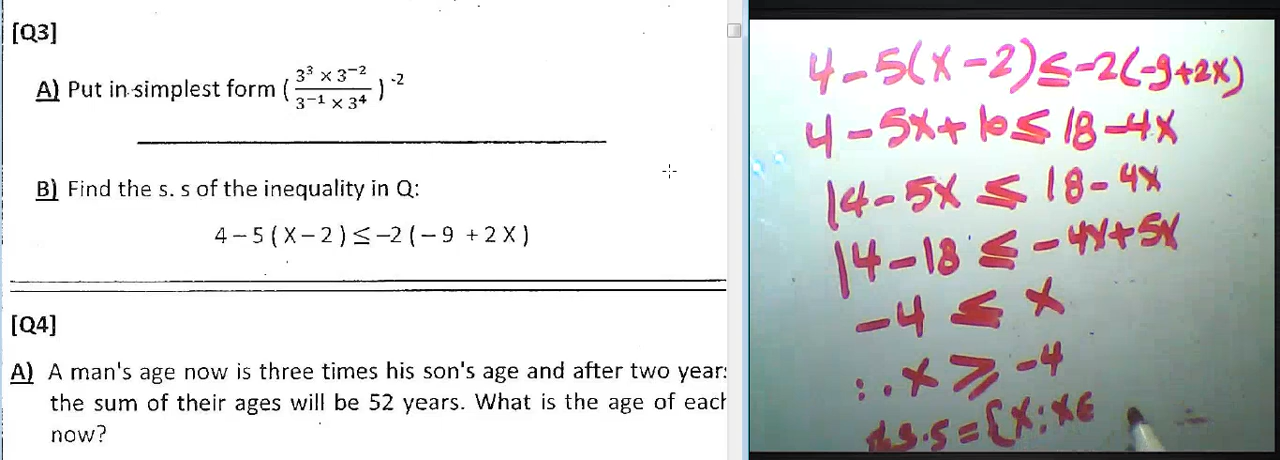 [Q3]
A) Put in simplest form ( 3³ × 3⁻² / 3⁻¹ × 3⁴ ) ⁻²
B) Find the s. s of the inequality in Q:
4 – 5 ( X – 2 ) ≤ –2 ( – 9 + 2 X )
[Q4]
A) A man's age now is three times his son's age and after two year
the sum of their ages will be 52 years. What is the age of each
now?
4 – 5(x – 2) ≤ –2(–9+2x)
4 – 5x + 10 ≤ 18 – 4x
14 – 5x ≤ 18 – 4x
14 – 18 ≤ – 4x + 5x
–4 ≤ x
∴ x ≥ –4
s.s = {x : x ∈